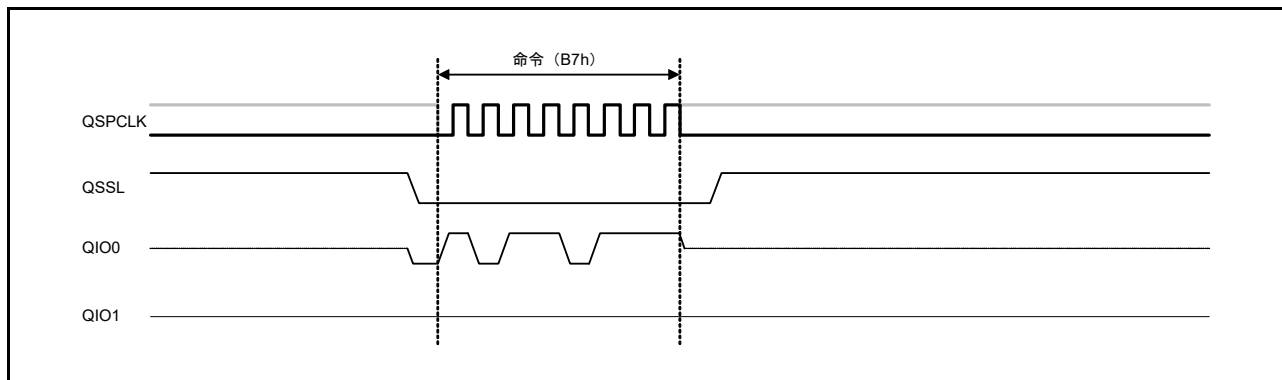 命令（B7h）
QSPCLK
QSSL
QIO0
QIO1